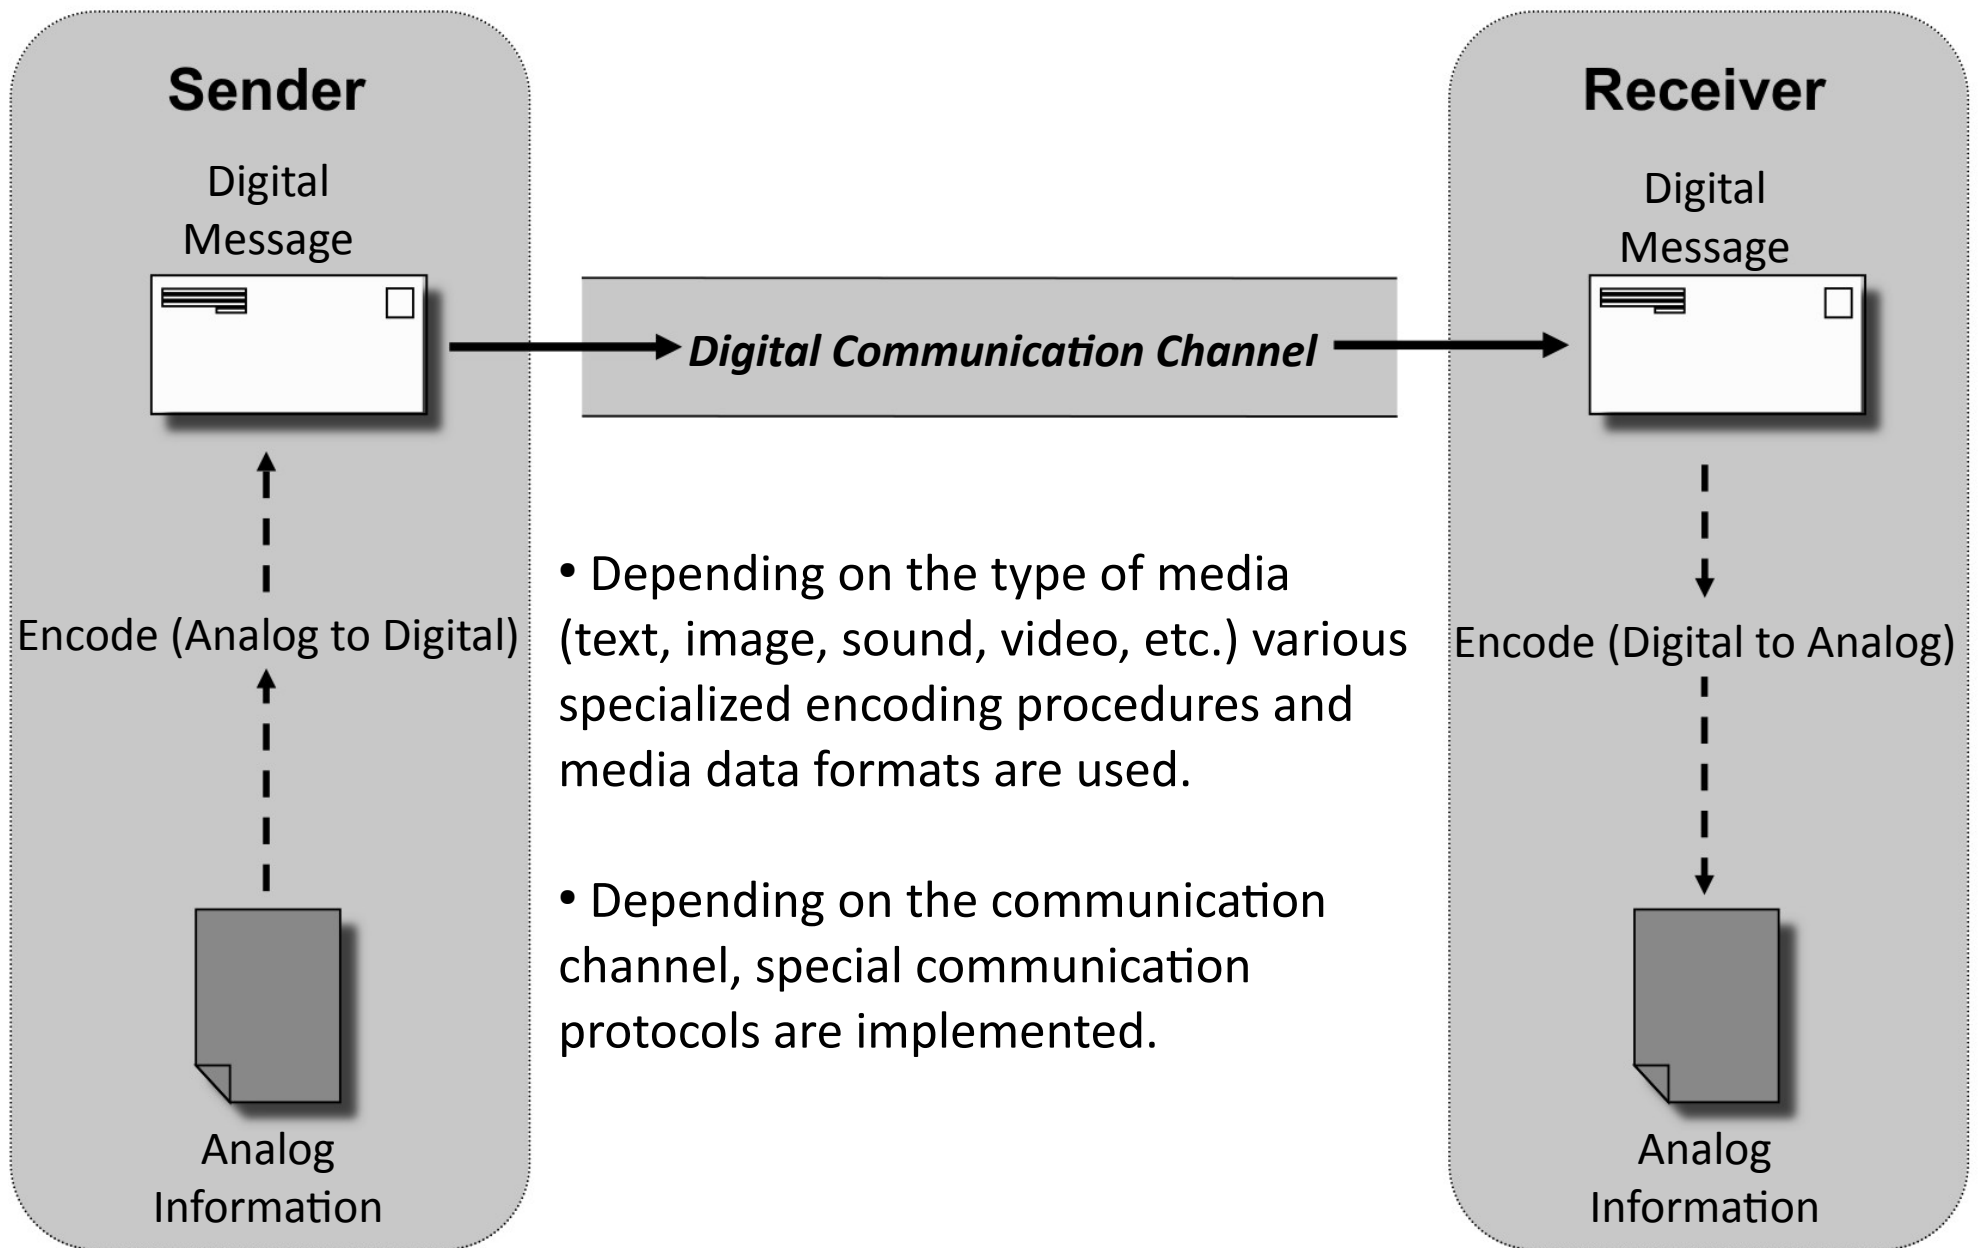 Sender
Digital
Message
Encode (Analog to Digital)
Analog
Information
Digital Communication Channel
• Depending on the type of media
(text, image, sound, video, etc.) various
specialized encoding procedures and
media data formats are used.
• Depending on the communication
channel, special communication
protocols are implemented.
Receiver
Digital
Message
Encode (Digital to Analog)
Analog
Information